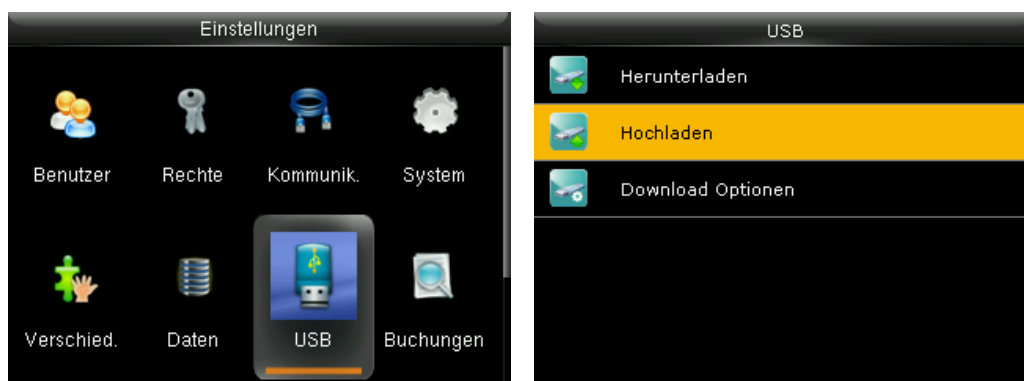 Einstellungen
Benutzer Rechte Kommunik. System
Verschied. Daten USB Buchungen
USB
Herunterladen
Hochladen
Download Optionen